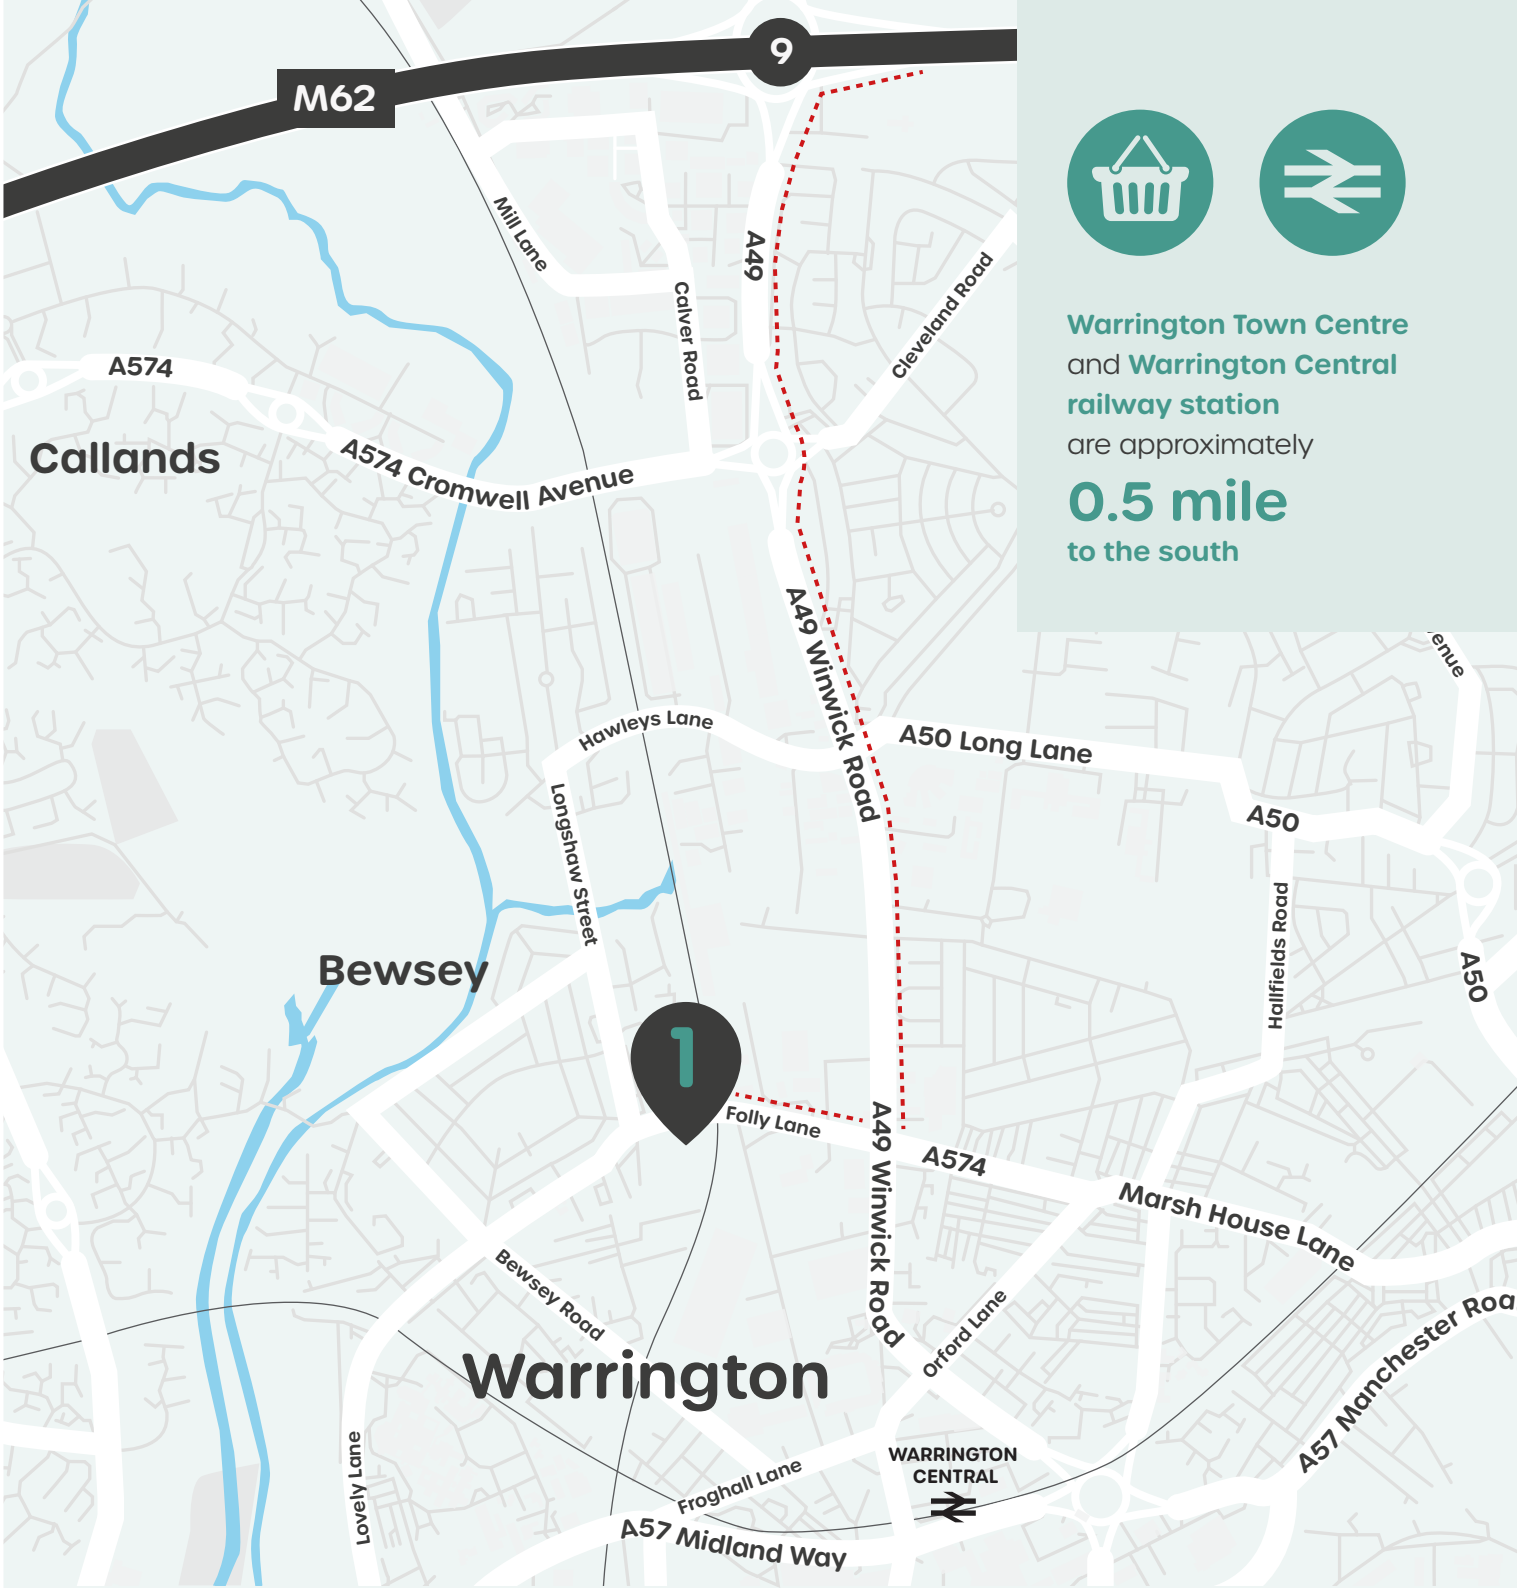 9
M62
Mill Lane
A49
Calver Road
Cleveland Road
A574
Callands
A574 Cromwell Avenue
Warrington Town Centre
and Warrington Central
railway station
are approximately
0.5 mile
to the south
A49 Winwick Road
enue
Hawleys Lane
A50 Long Lane
Longshaw Street
A50
Hallfields Road
A50
Bewsey
1
Folly Lane
A49 Winwick Road
A574
Marsh House Lane
Bewsey Road
Orford Lane
A57 Manchester Roa
Warrington
Lovely Lane
Froghall Lane
WARRINGTON
CENTRAL
A57 Midland Way